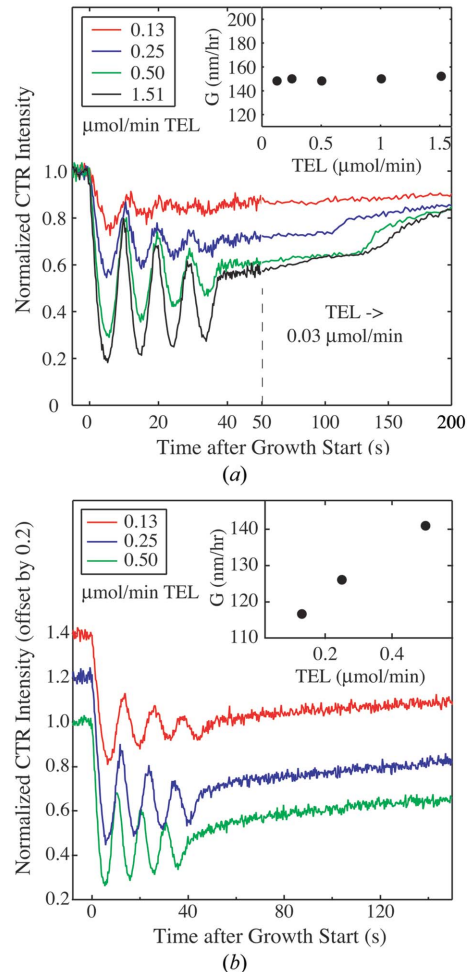 0.13
0.25
0.50
1.51
µmol/min TEL
G (nm/hr)
200
180
160
140
120
0 0.5 1 1.5
TEL (µmol/min)
Normalized CTR Intensity
1.0
0.8
0.6
0.4
0.2
0
TEL ->
0.03 µmol/min
0 20 40 50 100 150 200
Time after Growth Start (s)
(a)
0.13
0.25
0.50
µmol/min TEL
G (nm/hr)
140
130
120
110
0.2 0.4
TEL (µmol/min)
Normalized CTR Intensity (offset by 0.2)
1.4
1.2
1.0
0.8
0.6
0.4
0.2
0 40 80 120
Time after Growth Start (s)
(b)